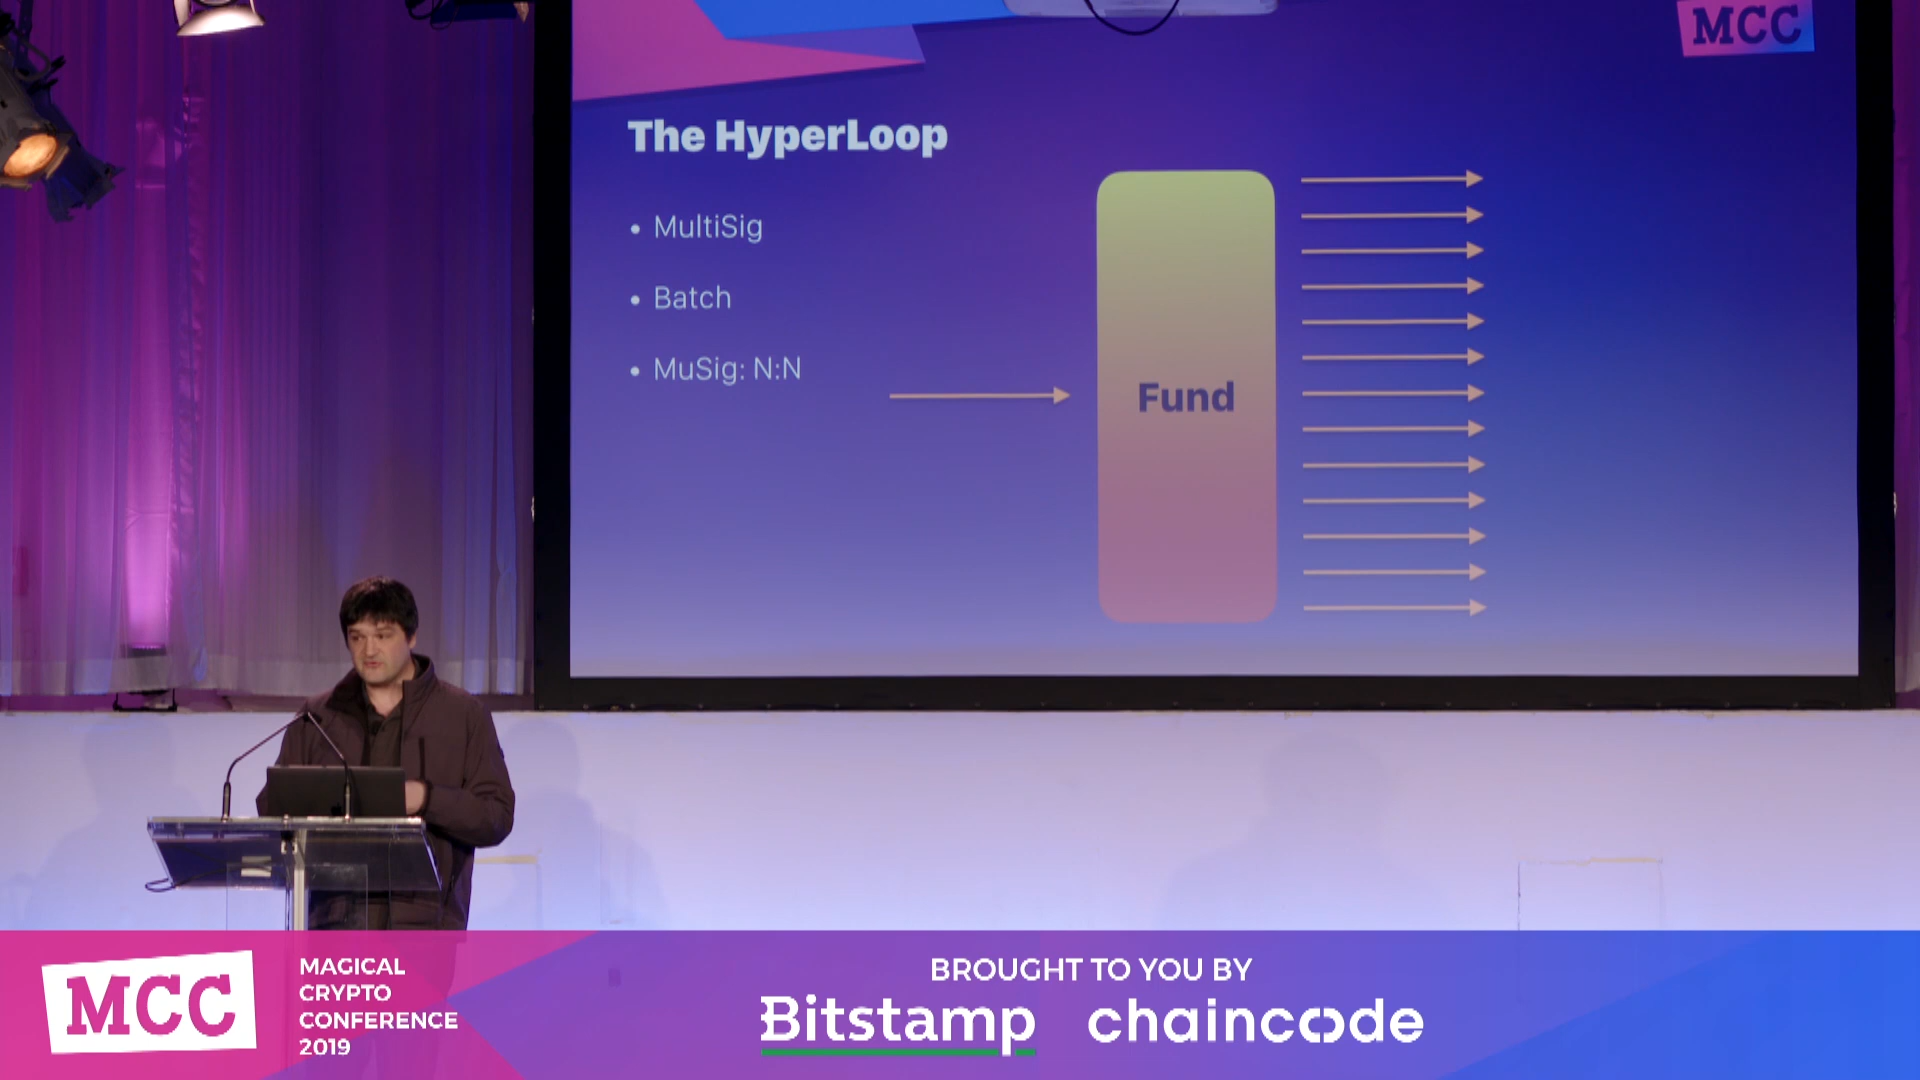 MCC
The HyperLoop
• MultiSig
• Batch
• MuSig: N:N
Fund
MCC
MAGICAL
CRYPTO
CONFERENCE
2019
BROUGHT TO YOU BY
Bitstamp chaincode